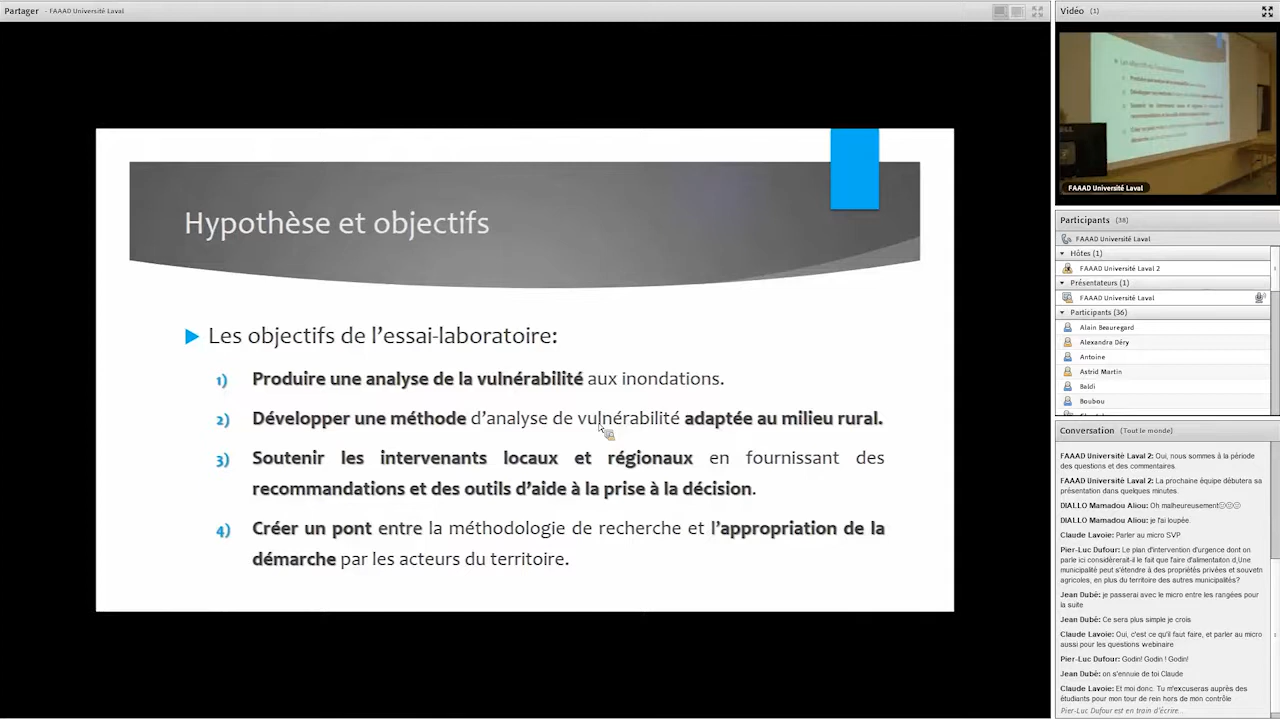 Partager - FAAAD Université Laval
Hypothèse et objectifs
Les objectifs de l'essai-laboratoire:
1) Produire une analyse de la vulnérabilité aux inondations.
2) Développer une méthode d'analyse de vulnérabilité adaptée au milieu rural.
3) Soutenir les intervenants locaux et régionaux en fournissant des
recommandations et des outils d'aide à la prise à la décision.
4) Créer un pont entre la méthodologie de recherche et l'appropriation de la
démarche par les acteurs du territoire.
Vidéo (1)
DELL
FAAAD Université Laval
Participants (38)
FAAAD Université Laval
Hôtes (1)
FAAAD Université Laval 2
Présentateurs (1)
FAAAD Université Laval
Participants (36)
Alain Beauregard
Alexandra Déry
Antoine
Astrid Martin
Baldi
Boubou
Conversation (Tout le monde)
FAAAD Université Laval 2: Oui, nous sommes à la période
des questions et des commentaires.
FAAAD Université Laval 2: La prochaine équipe débutera sa
présentation dans quelques minutes.
DIALLO Mamadou Aliou: Oh malheureusement
DIALLO Mamadou Aliou: je l'ai loupée.
Claude Lavoie: Parler au micro SVP
Pier-Luc Dufour: Le plan d'intervention d'urgence dont on
parle ici considèrerait-il le fait que l'aire d'alimentaiton d,Une
municipalité peut s'étendre à des propriétés privées et souvetn
agricoles, en plus du territoire des autres municipalités?
Jean Dubé: je passerai avec le micro entre les rangées pour
la suite
Jean Dubé: Ce sera plus simple je crois
Claude Lavoie: Oui, c'est ce qu'il faut faire, et parler au micro
aussi pour les questions webinaire
Pier-Luc Dufour: Godin! Godin ! Godin!
Jean Dubé: on s'ennuie de toi Claude
Claude Lavoie: Et moi donc. Tu m'excuseras auprès des
étudiants pour mon tour de rein hors de mon contrôle
Pier-Luc Dufour est en train d'écrire...